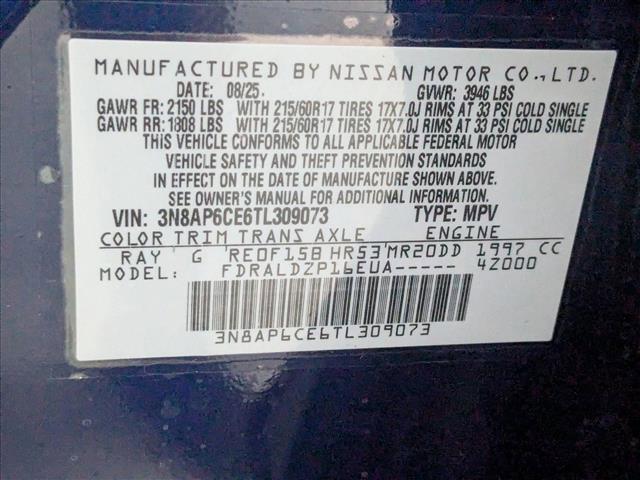 MANUFACTURED BY NISSAN MOTOR CO., LTD.
DATE: 08/25 GVWR: 3946 LBS
GAWR FR: 2150 LBS WITH 215/60R17 TIRES 17X7.0J RIMS AT 33 PSI COLD SINGLE
GAWR RR: 1808 LBS WITH 215/60R17 TIRES 17X7.0J RIMS AT 33 PSI COLD SINGLE
THIS VEHICLE CONFORMS TO ALL APPLICABLE FEDERAL MOTOR
VEHICLE SAFETY AND THEFT PREVENTION STANDARDS
IN EFFECT ON THE DATE OF MANUFACTURE SHOWN ABOVE.
SEE OWNER'S MANUAL FOR ADDITIONAL INFORMATION.
VIN: 3N8AP6CE6TL309073 TYPE: MPV
COLOR TRIM TRANS AXLE ENGINE
RAY G RE0F15B HR53 MR20DD 1997 CC
MODEL: FDRALDZP16EUA----- 4Z000
3N8AP6CE6TL309073